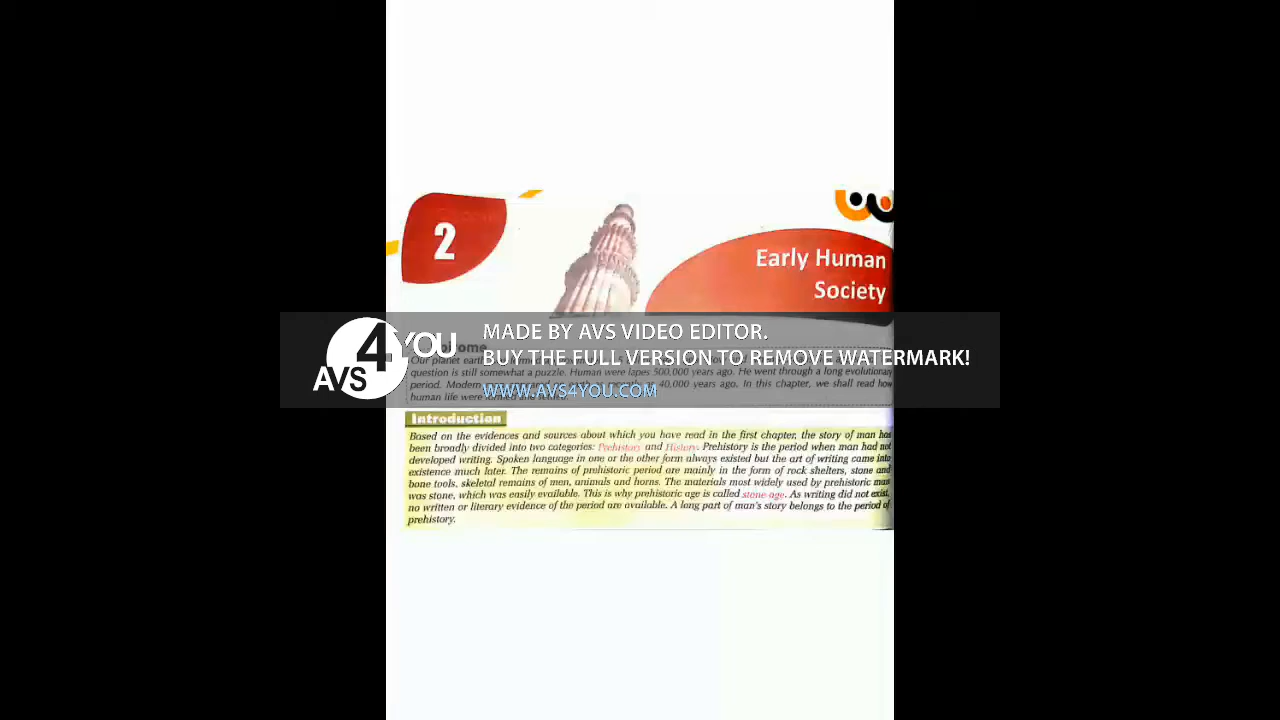 2
Early Human
Society
AVS4YOU
MADE BY AVS VIDEO EDITOR.
BUY THE FULL VERSION TO REMOVE WATERMARK!
WWW.AVS4YOU.COM
Our planet
question is still somewhat a puzzle. Human were lapes 500,000 years ago. He went through a long evolutionary
period. Modern 40,000 years ago. In this chapter, we shall read how
human life were
Introduction
Based on the evidences and sources about which you have read in the first chapter, the story of man has
been broadly divided into two categories: Prehistory and History. Prehistory is the period when man had not
developed writing. Spoken language in one or the other form always existed but the art of writing came into
existence much later. The remains of prehistoric period are mainly in the form of rock shelters, stone and
bone tools, skeletal remains of men, animals and horns. The materials most widely used by prehistoric man
was stone, which was easily available. This is why prehistoric age is called stone age. As writing did not exist,
no written or literary evidence of the period are available. A long part of man's story belongs to the period of
prehistory.